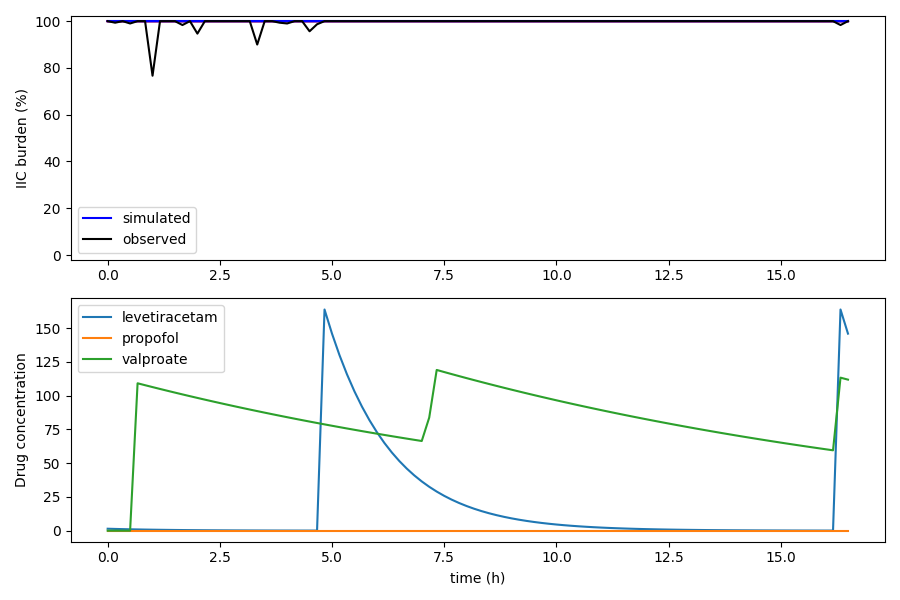 100
80
60
40
20
0
IIC burden (%)
simulated
observed
0.0 2.5 5.0 7.5 10.0 12.5 15.0
150
125
100
75
50
25
0
Drug concentration
levetiracetam
propofol
valproate
0.0 2.5 5.0 7.5 10.0 12.5 15.0
time (h)